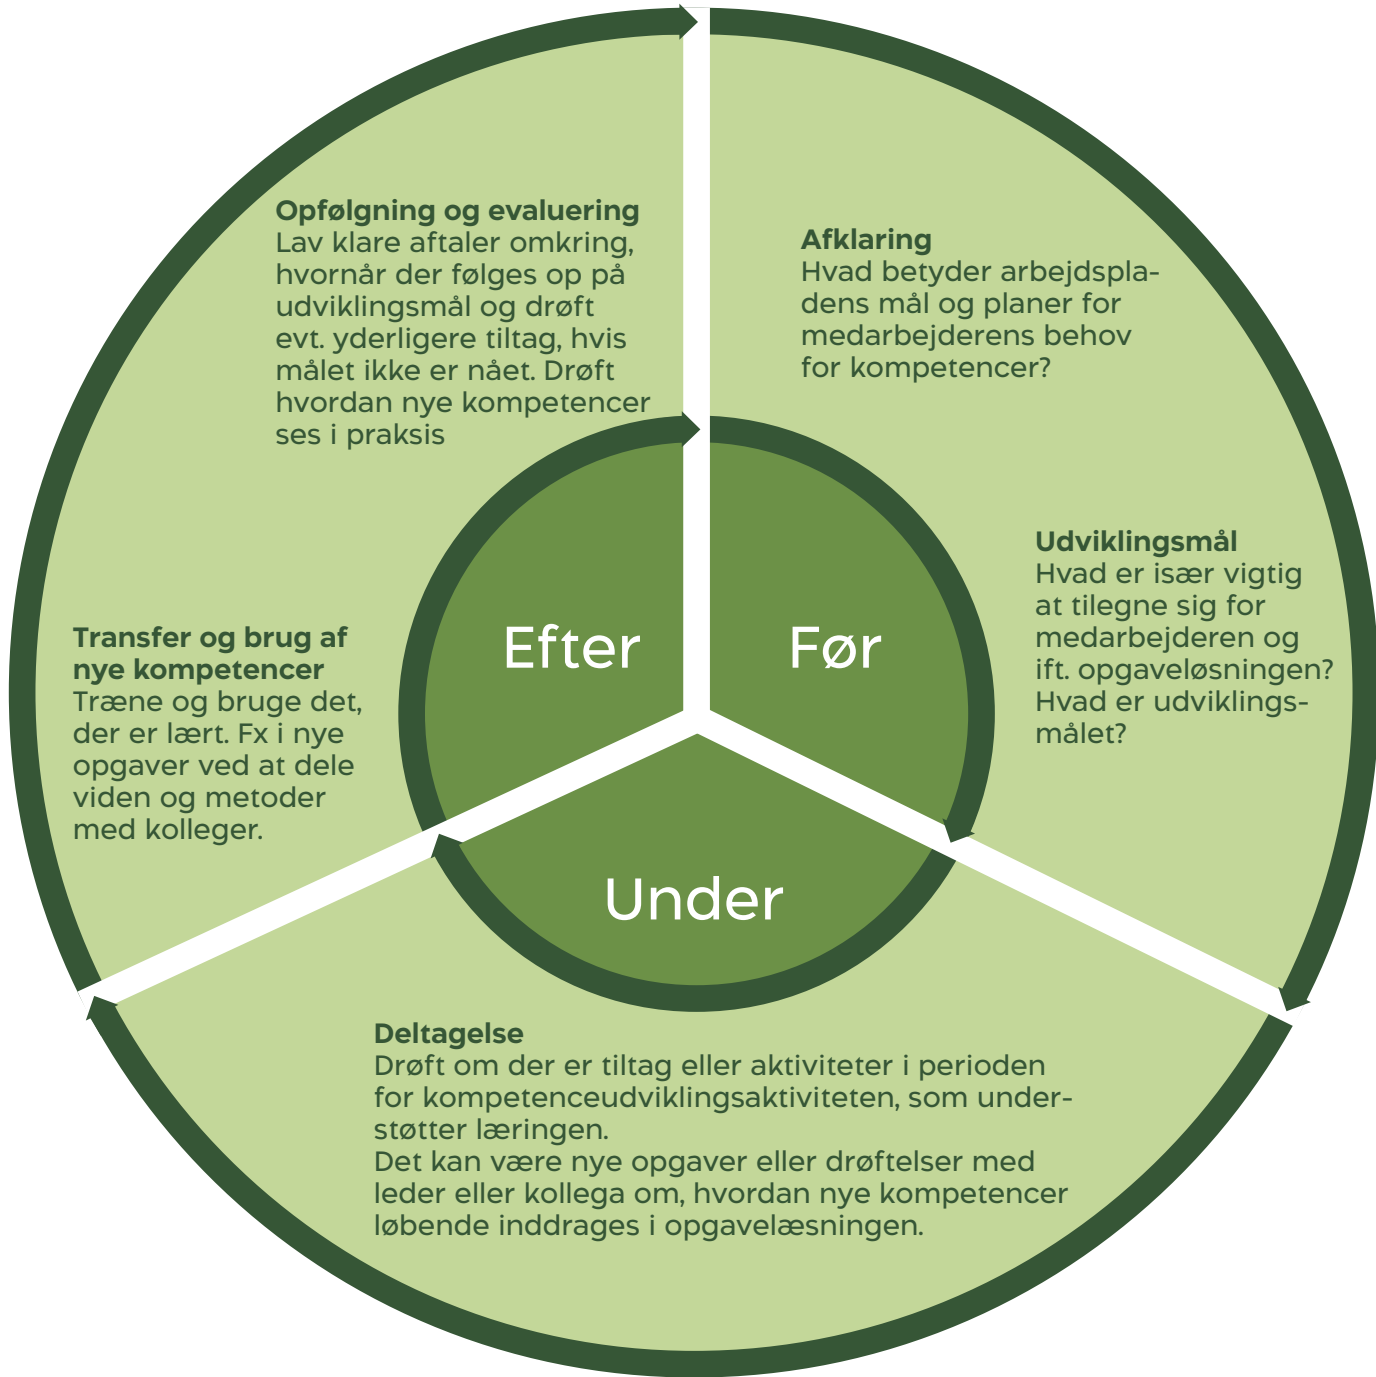 Opfølgning og evaluering
Lav klare aftaler omkring,
hvornår der følges op på
udviklingsmål og drøft
evt. yderligere tiltag, hvis
målet ikke er nået. Drøft
hvordan nye kompetencer
ses i praksis
Afklaring
Hvad betyder arbejdspla-
dens mål og planer for
medarbejderens behov
for kompetencer?
Udviklingsmål
Hvad er især vigtig
at tilegne sig for
medarbejderen og
ift. opgaveløsningen?
Hvad er udviklings-
målet?
Transfer og brug af
nye kompetencer
Træne og bruge det,
der er lært. Fx i nye
opgaver ved at dele
viden og metoder
med kolleger.
Efter
Før
Under
Deltagelse
Drøft om der er tiltag eller aktiviteter i perioden
for kompetenceudviklingsaktiviteten, som under-
støtter læringen.
Det kan være nye opgaver eller drøftelser med
leder eller kollega om, hvordan nye kompetencer
løbende inddrages i opgavelæsningen.